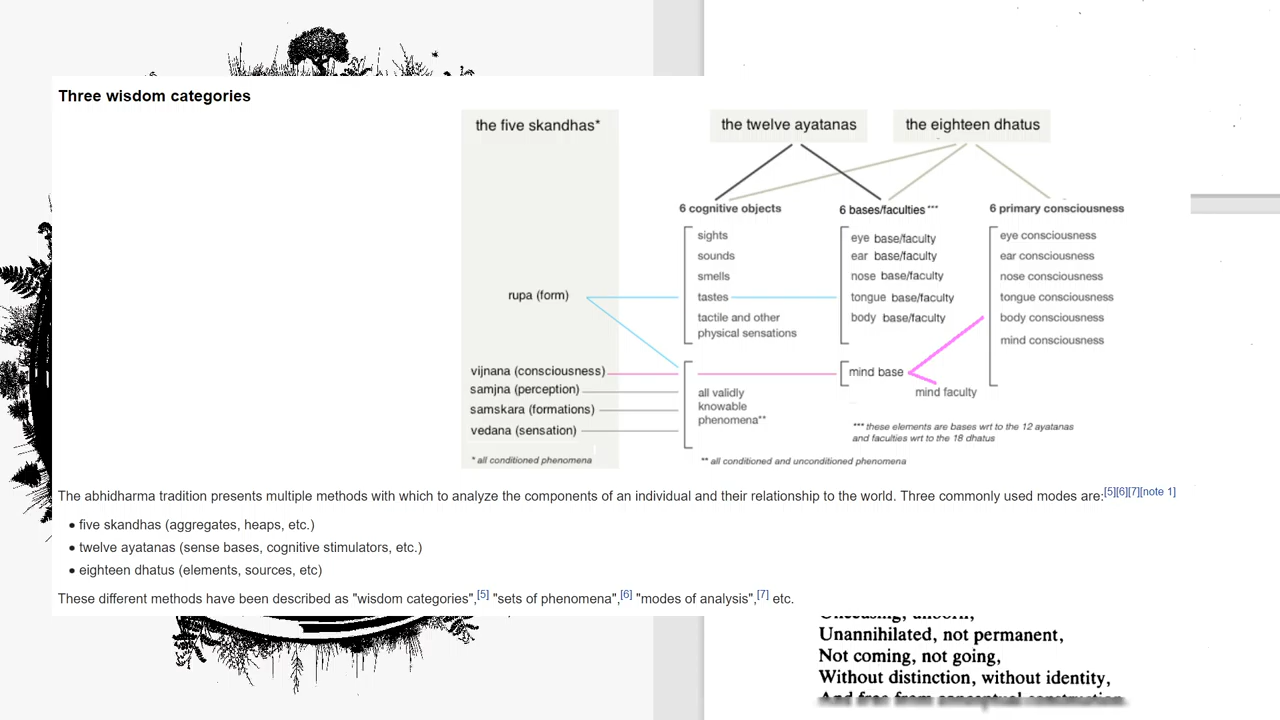 Three wisdom categories
the five skandhas*
the twelve ayatanas
the eighteen dhatus
6 cognitive objects
6 bases/faculties ***
6 primary consciousness
sights
eye base/faculty
eye consciousness
sounds
ear base/faculty
ear consciousness
smells
nose base/faculty
nose consciousness
rupa (form)
tastes
tongue base/faculty
tongue consciousness
tactile and other
physical sensations
body base/faculty
body consciousness
mind consciousness
vijnana (consciousness)
mind base
samjna (perception)
all validly
knowable
phenomena**
mind faculty
samskara (formations)
vedana (sensation)
*** these elements are bases wrt to the 12 ayatanas
and faculties wrt to the 18 dhatus
* all conditioned phenomena
** all conditioned and unconditioned phenomena
The abhidharma tradition presents multiple methods with which to analyze the components of an individual and their relationship to the world. Three commonly used modes are:[5][6][7][note 1]
• five skandhas (aggregates, heaps, etc.)
• twelve ayatanas (sense bases, cognitive stimulators, etc.)
• eighteen dhatus (elements, sources, etc)
These different methods have been described as "wisdom categories",[5] "sets of phenomena",[6] "modes of analysis",[7] etc.
Unannihilated, not permanent,
Not coming, not going,
Without distinction, without identity,
And free from conceptual construction